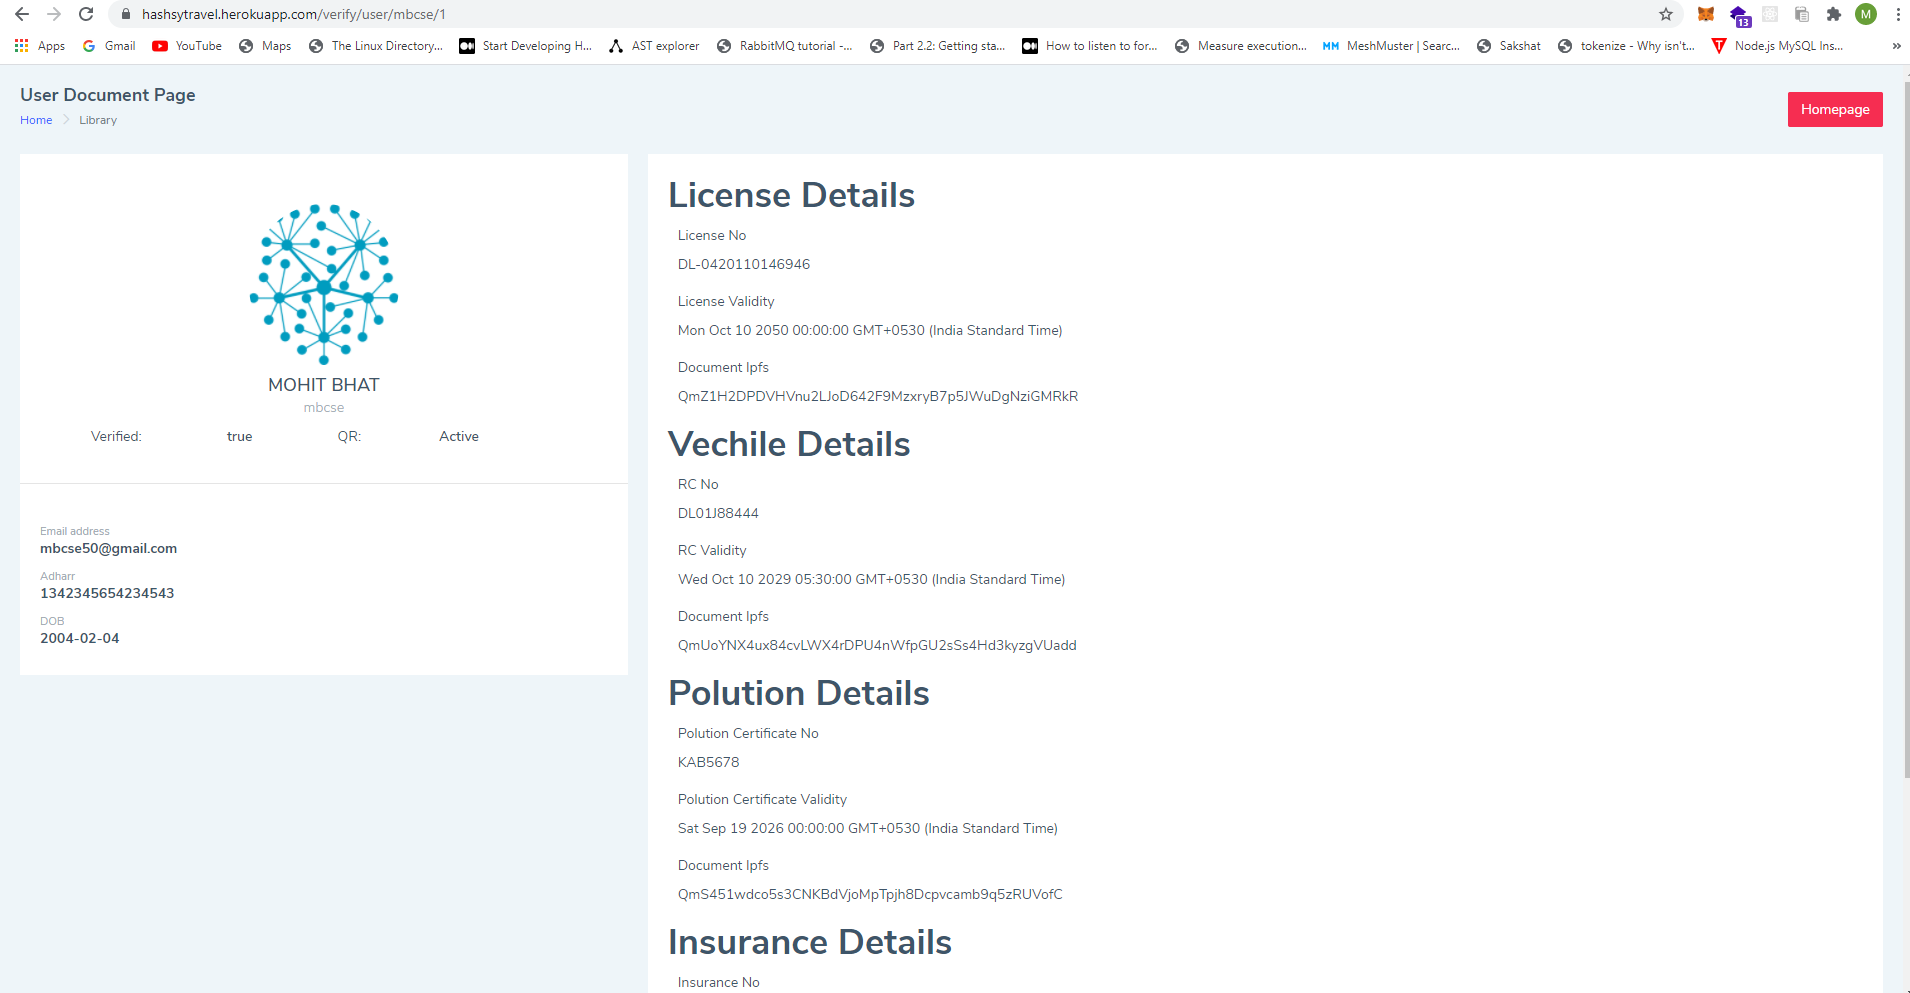 hashsytravel.herokuapp.com/verify/user/mbcse/1
13
M
Apps Gmail YouTube Maps The Linux Directory... Start Developing H... AST explorer RabbitMQ tutorial -... Part 2.2: Getting sta... How to listen to for... Measure execution... MM MeshMuster | Searc... Sakshat tokenize - Why isn't... Node.js MySQL Ins... »
User Document Page
Home Library
Homepage
MOHIT BHAT
mbcse
Verified: true QR: Active
Email address
mbcse50@gmail.com
Adharr
1342345654234543
DOB
2004-02-04
License Details
License No
DL-0420110146946
License Validity
Mon Oct 10 2050 00:00:00 GMT+0530 (India Standard Time)
Document Ipfs
QmZ1H2DPDVHVnu2LJoD642F9MzxryB7p5JWuDgNziGMRkR
Vechile Details
RC No
DL01J88444
RC Validity
Wed Oct 10 2029 05:30:00 GMT+0530 (India Standard Time)
Document Ipfs
QmUoYNX4ux84cvLWX4rDPU4nWfpGU2sSs4Hd3kyzgVUadd
Polution Details
Polution Certificate No
KAB5678
Polution Certificate Validity
Sat Sep 19 2026 00:00:00 GMT+0530 (India Standard Time)
Document Ipfs
QmS451wdco5s3CNKBdVjoMpTpjh8Dcpvcamb9q5zRUVofC
Insurance Details
Insurance No